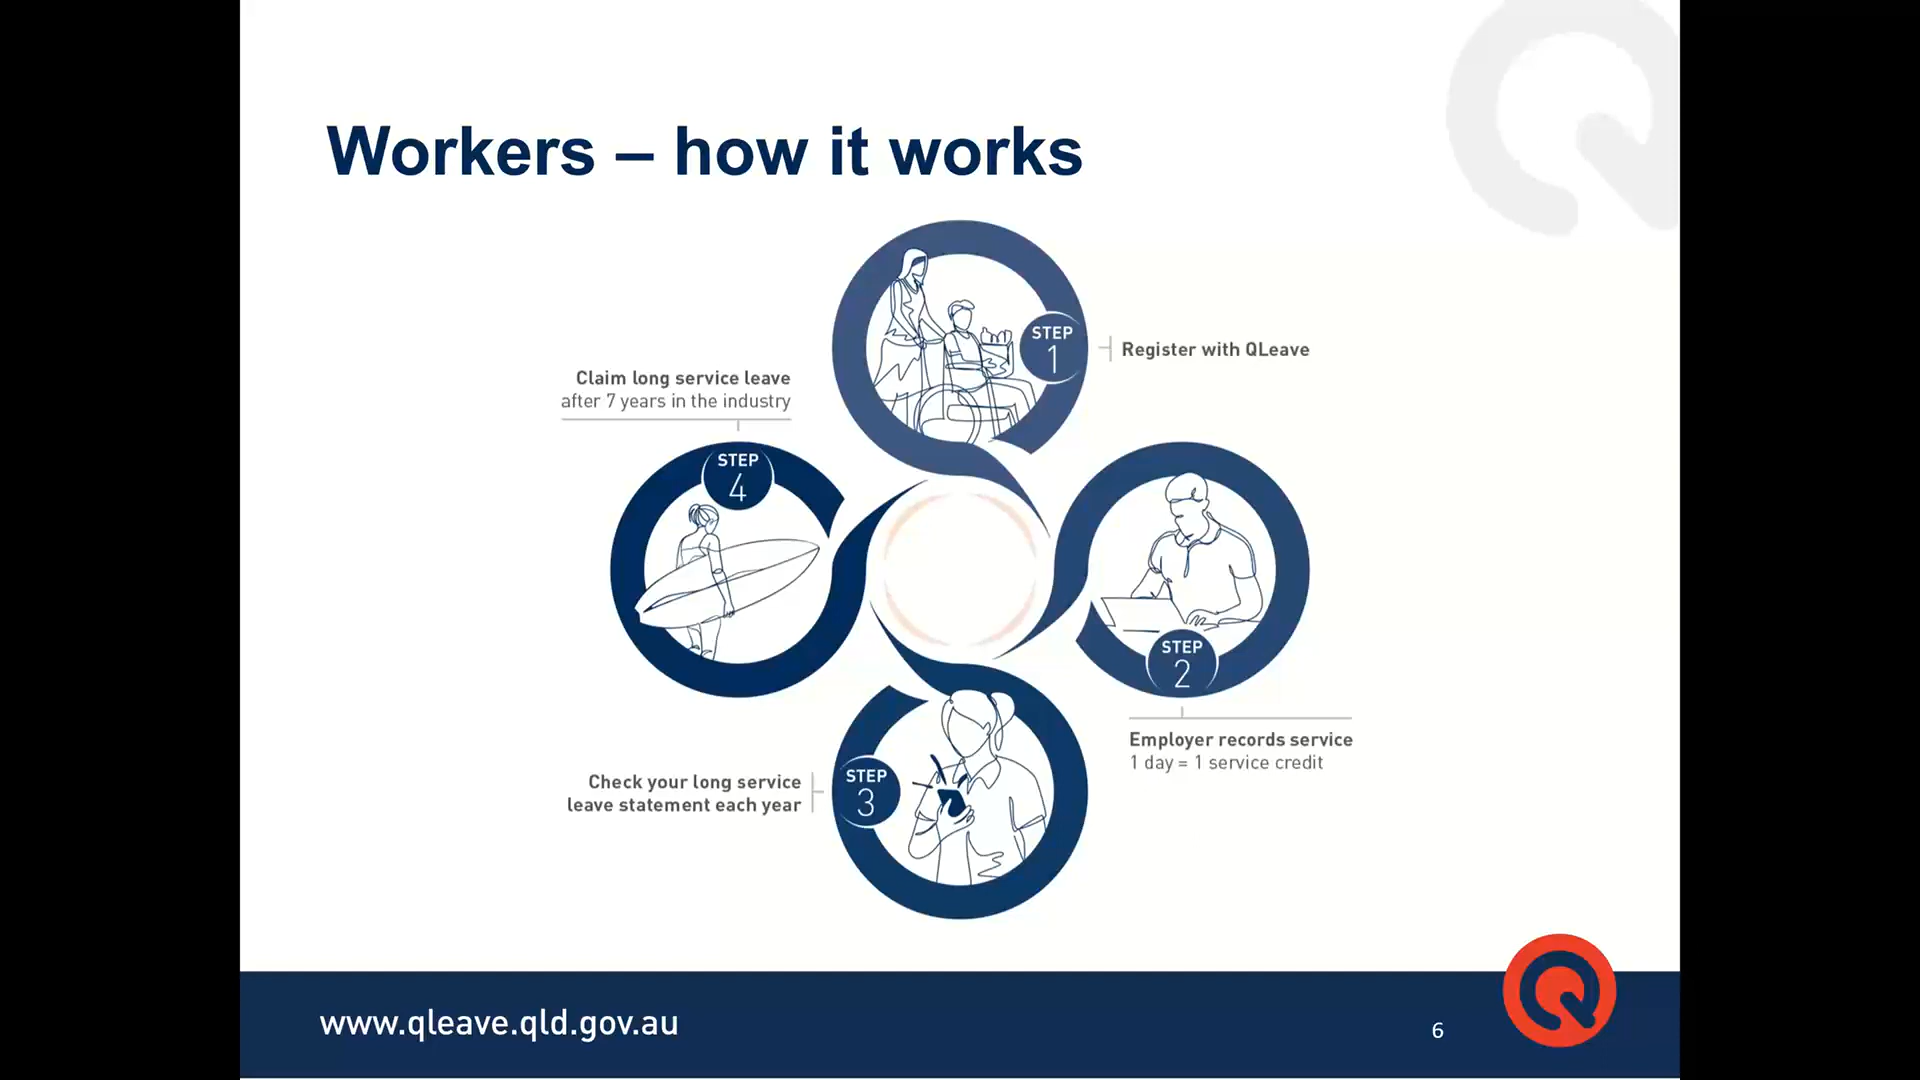 Workers – how it works
STEP
1
Register with QLeave
STEP
2
Employer records service
1 day = 1 service credit
STEP
3
Check your long service
leave statement each year
STEP
4
Claim long service leave
after 7 years in the industry
www.qleave.qld.gov.au
6